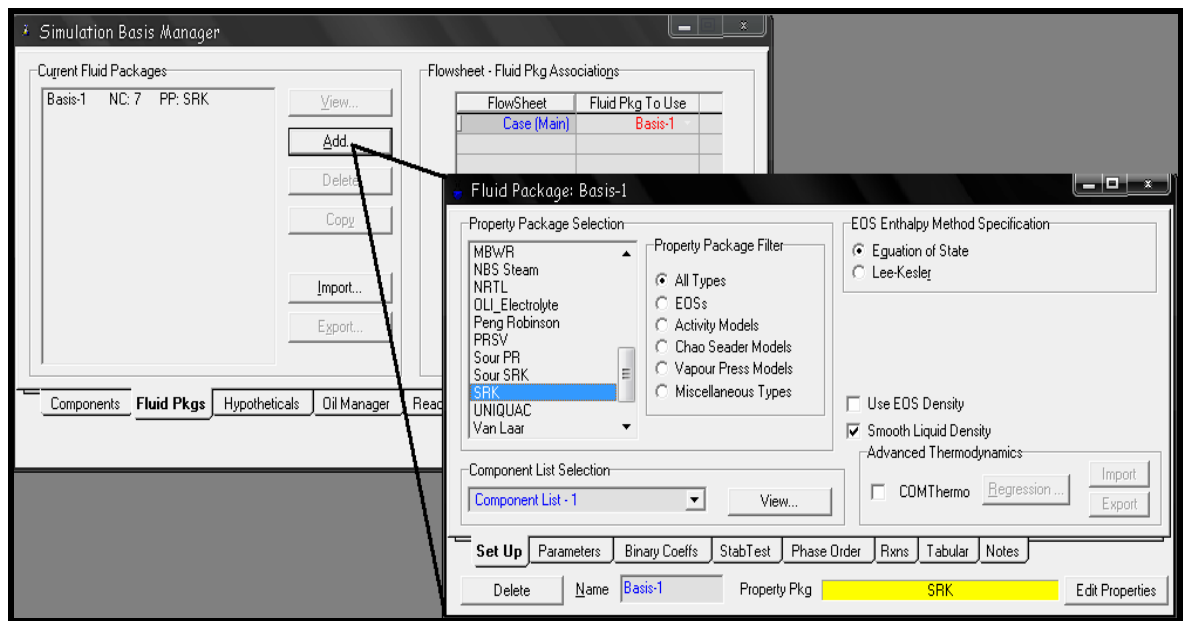 Simulation Basis Manager
x
Current Fluid Packages
Flowsheet - Fluid Pkg Associations
Basis-1 NC: 7 PP: SRK
View...
Add...
Delete
Copy
Import...
Export...
FlowSheet Fluid Pkg To Use
Case (Main) Basis-1
Components Fluid Pkgs Hypotheticals Oil Manager Reac
Fluid Package: Basis-1
x
Property Package Selection
MBWR
NBS Steam
NRTL
OLI_Electrolyte
Peng Robinson
PRSV
Sour PR
Sour SRK
SRK
UNIQUAC
Van Laar
Property Package Filter
All Types
EOSs
Activity Models
Chao Seader Models
Vapour Press Models
Miscellaneous Types
EOS Enthalpy Method Specification
Equation of State
Lee-Kesler
Use EOS Density
Smooth Liquid Density
Component List Selection
Component List - 1
View...
Advanced Thermodynamics
COMThermo
Regression ...
Import
Export
Set Up Parameters Binary Coeffs StabTest Phase Order Rxns Tabular Notes
Delete Name Basis-1 Property Pkg SRK Edit Properties